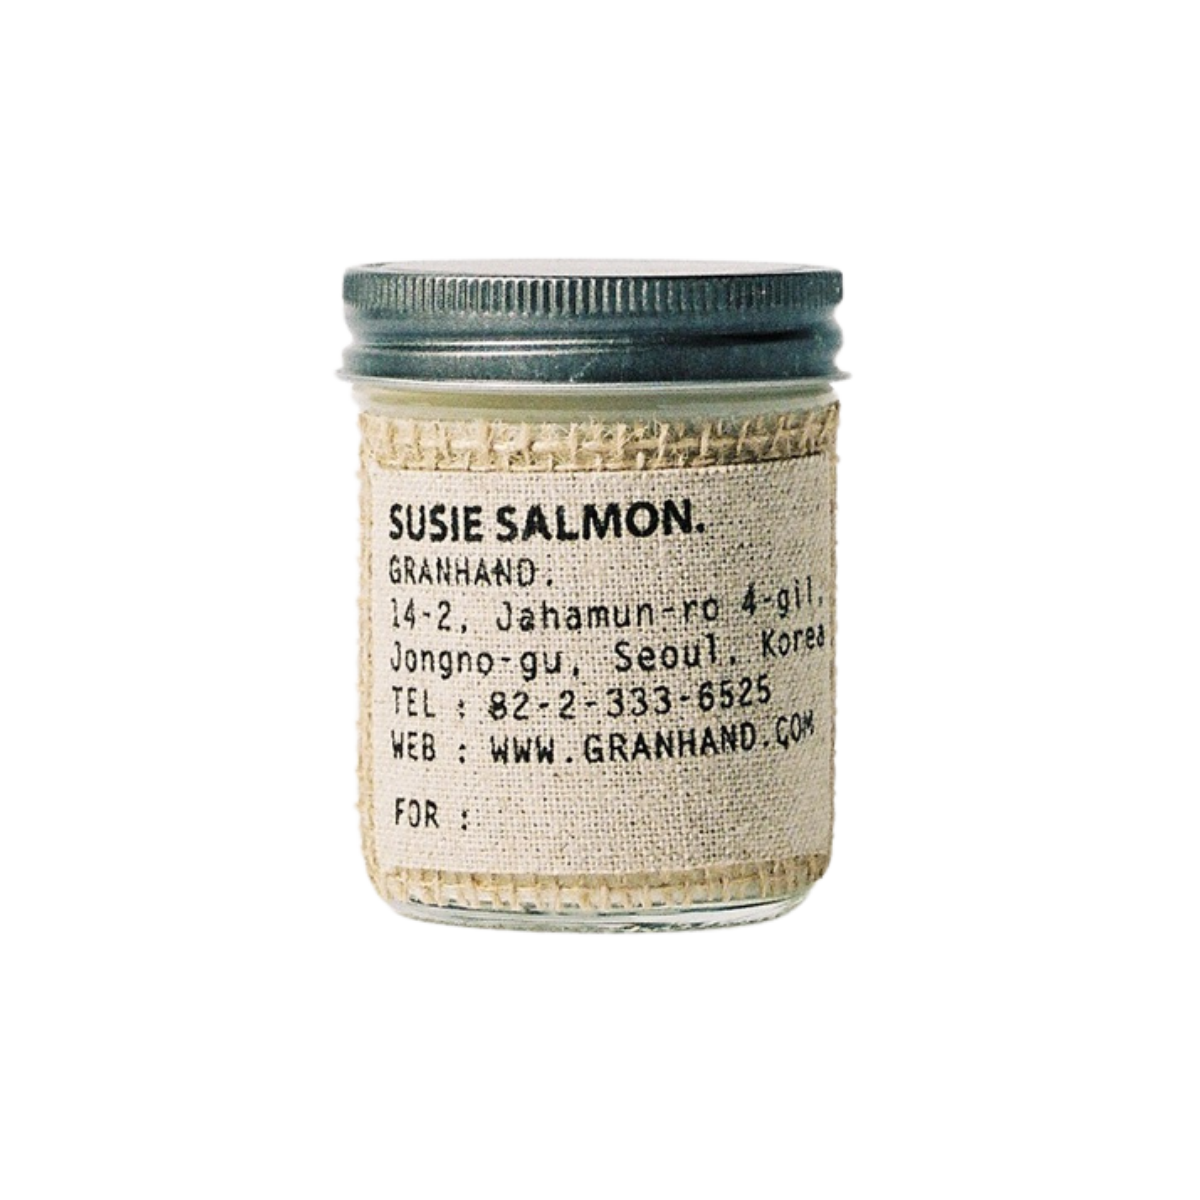 SUSIE SALMON.
GRANHAND.
14-2, Jahamun-ro 4-gil,
Jongno-gu, Seoul, Korea.
TEL : 82-2-333-6525
WEB : WWW.GRANHAND.COM
FOR :